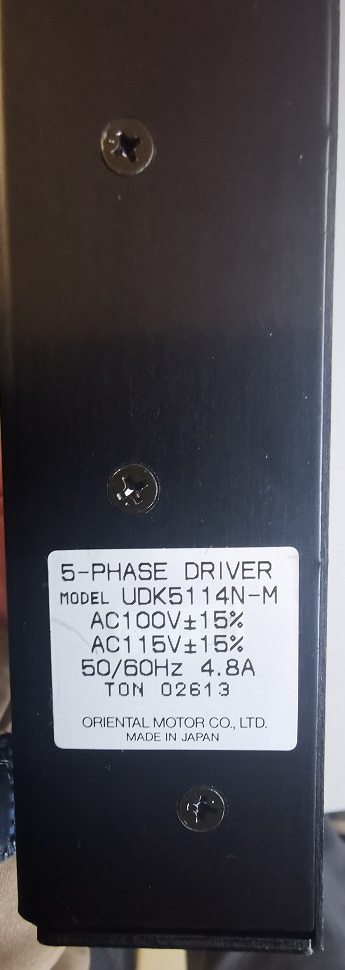 5-PHASE DRIVER
MODEL UDK5114N-M
AC100V±15%
AC115V±15%
50/60Hz 4.8A
TON 02613
ORIENTAL MOTOR CO., LTD.
MADE IN JAPAN